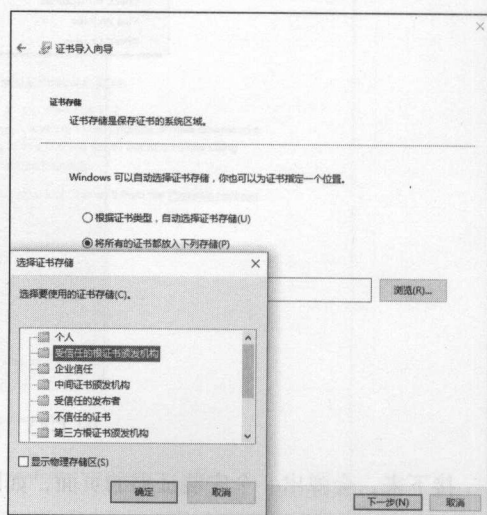 证书导入向导
证书存储
证书存储是保存证书的系统区域。
Windows 可以自动选择证书存储，你也可以为证书指定一个位置。
根据证书类型，自动选择证书存储(U)
将所有的证书都放入下列存储(P)
浏览(R)...
选择证书存储
选择要使用的证书存储(C)。
个人
受信任的根证书颁发机构
企业信任
中间证书颁发机构
受信任的发布者
不信任的证书
第三方根证书颁发机构
显示物理存储区(S)
确定
取消
下一步(N)
取消